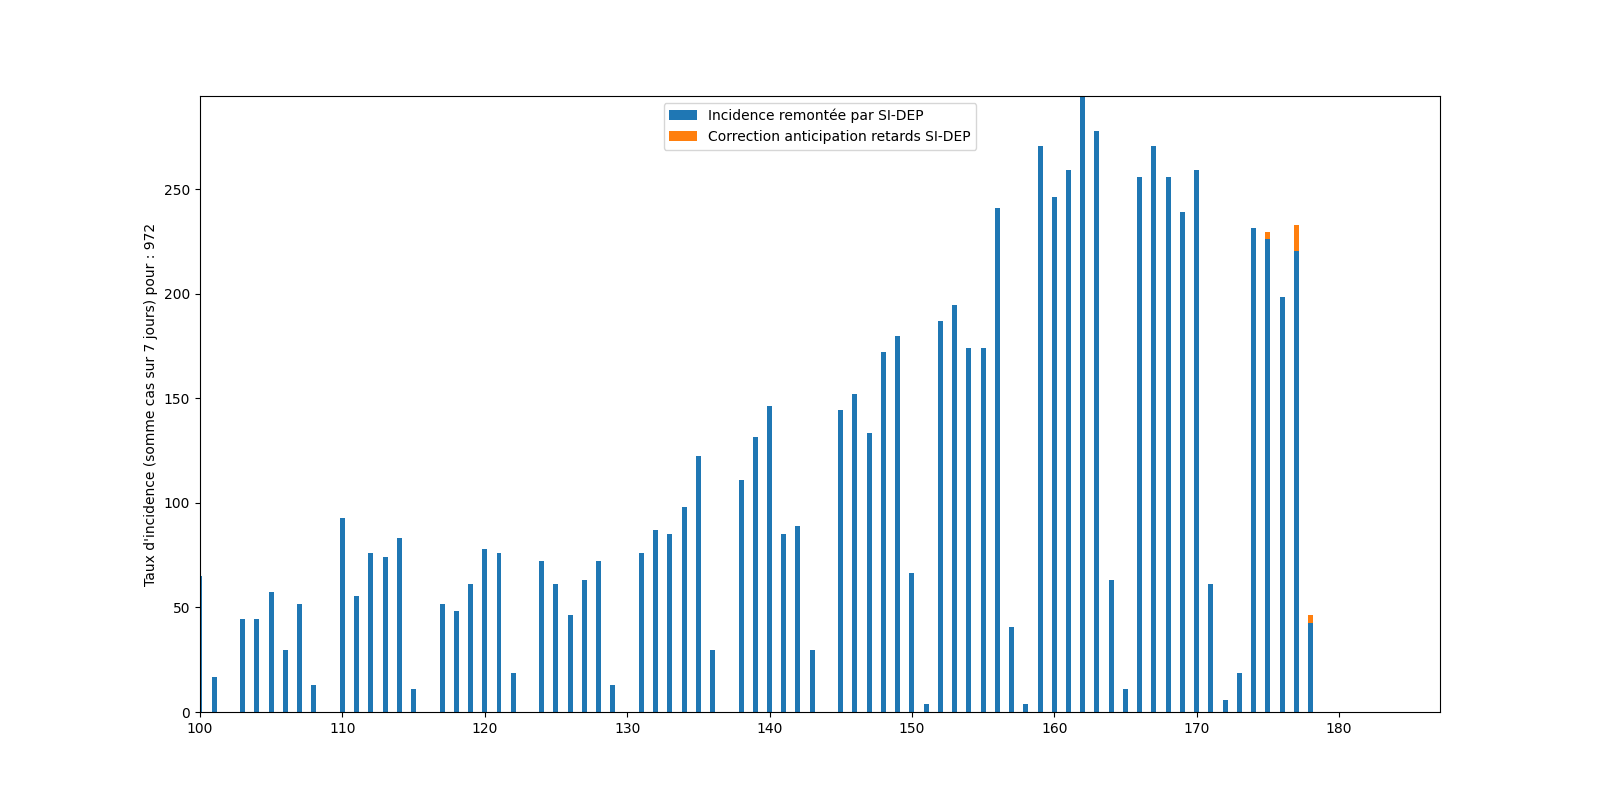 Incidence remontée par SI-DEP
Correction anticipation retards SI-DEP
Taux d'incidence (somme cas sur 7 jours) pour : 972
250
200
150
100
50
0
100 110 120 130 140 150 160 170 180